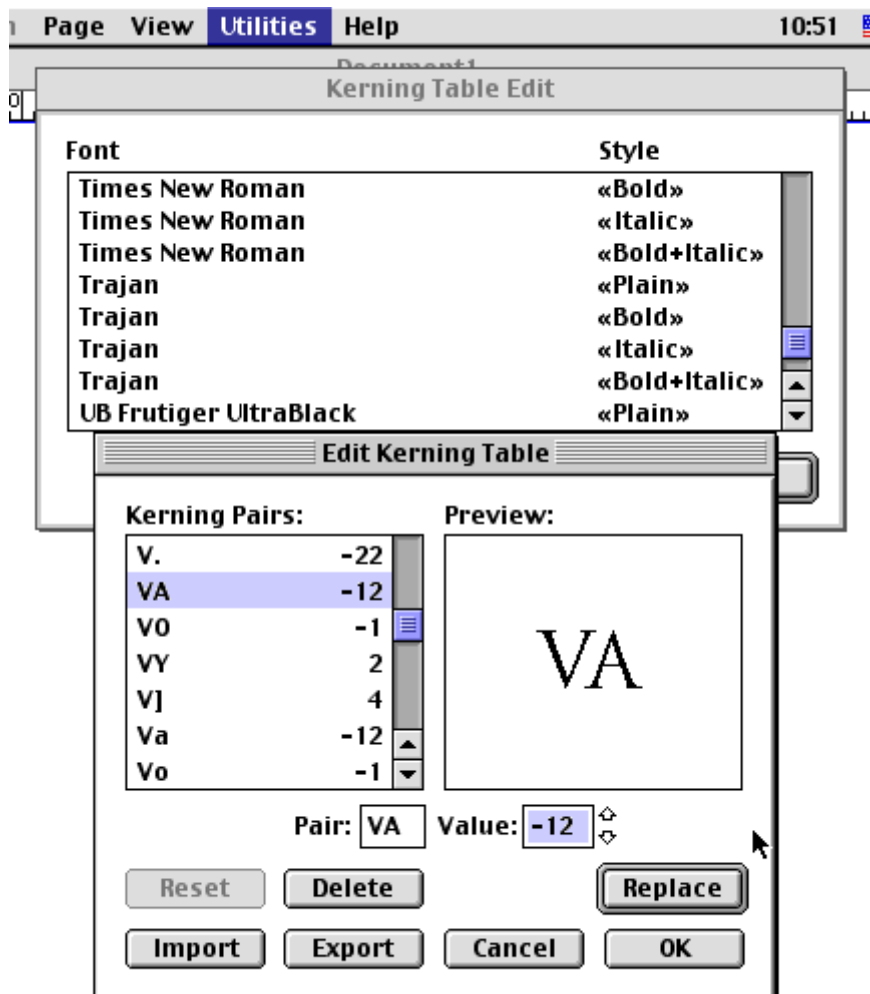 Page View Utilities Help 10:51
Document1
Kerning Table Edit
Font Style
Times New Roman «Bold»
Times New Roman «Italic»
Times New Roman «Bold+Italic»
Trajan «Plain»
Trajan «Bold»
Trajan «Italic»
Trajan «Bold+Italic»
UB Frutiger UltraBlack «Plain»
Edit Kerning Table
Kerning Pairs: Preview:
V. -22
VA -12
VO -1
VY 2
V] 4
Va -12
Vo -1
VA
Pair: VA Value: -12
Reset Delete Replace
Import Export Cancel OK